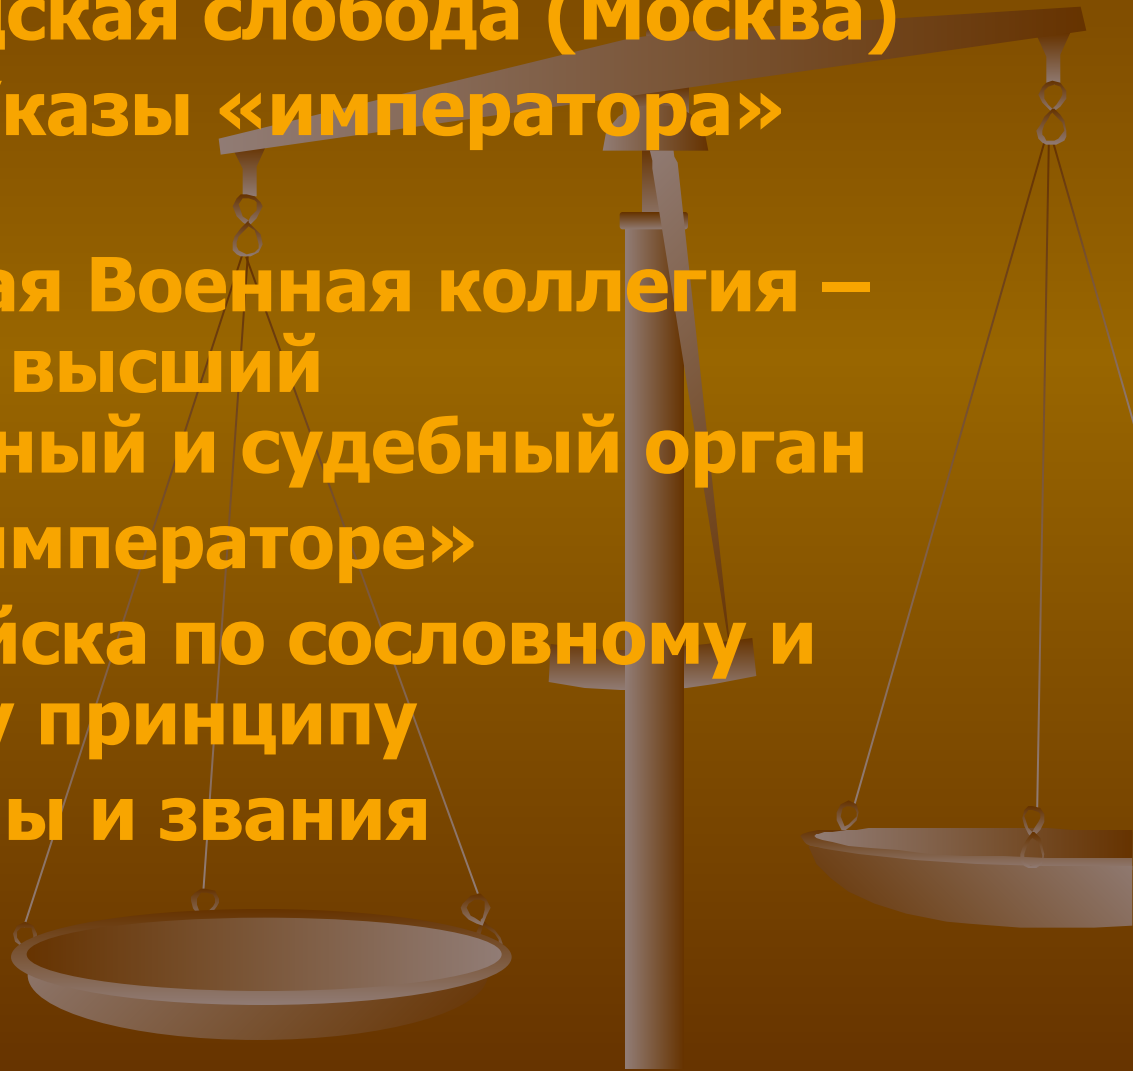 дская слобода (Москва)
казы «императора»
ая Военная коллегия –
высший
ный и судебный орган
императоре»
йска по сословному и
у принципу
ы и звания